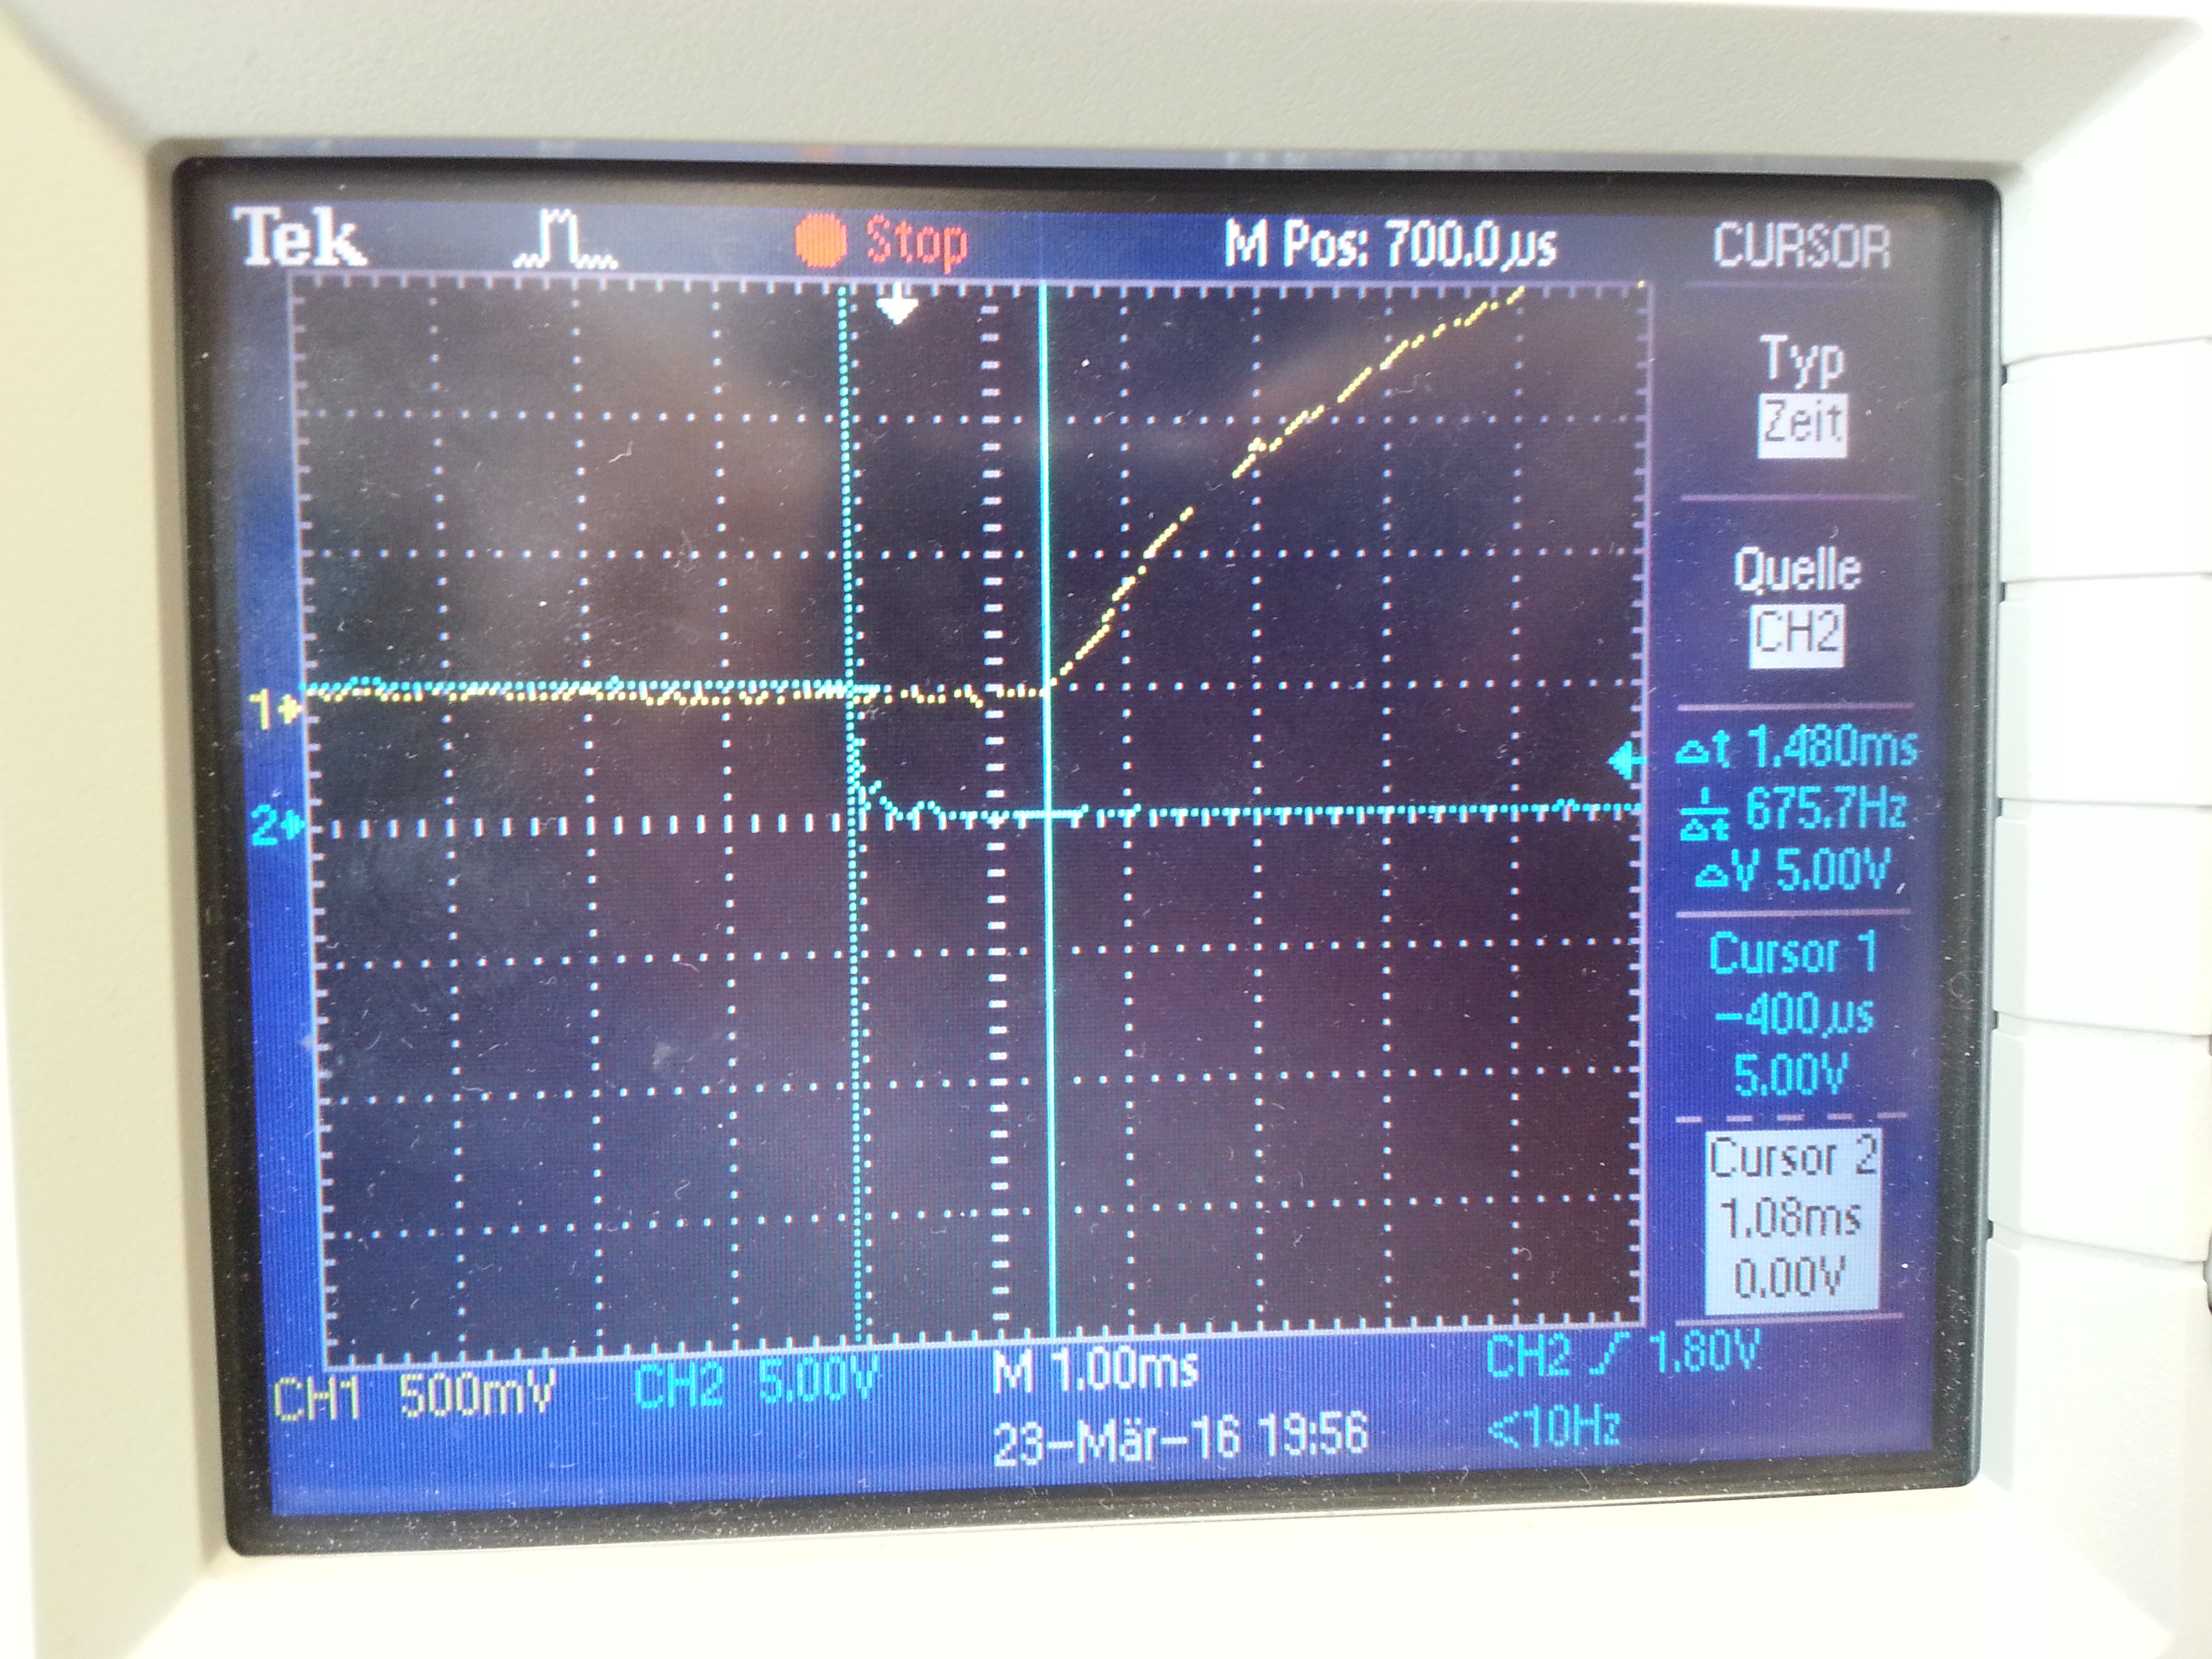 Tek Stop M Pos: 700.0µs CURSOR
Typ
Zeit
Quelle
CH2
1
2
Δt 1.480ms
1/Δt 675.7Hz
ΔV 5.00V
Cursor 1
-400µs
5.00V
Cursor 2
1.08ms
0.00V
CH1 500mV CH2 5.00V M 1.00ms CH2 1.80V
23-Mär-16 19:56 <10Hz